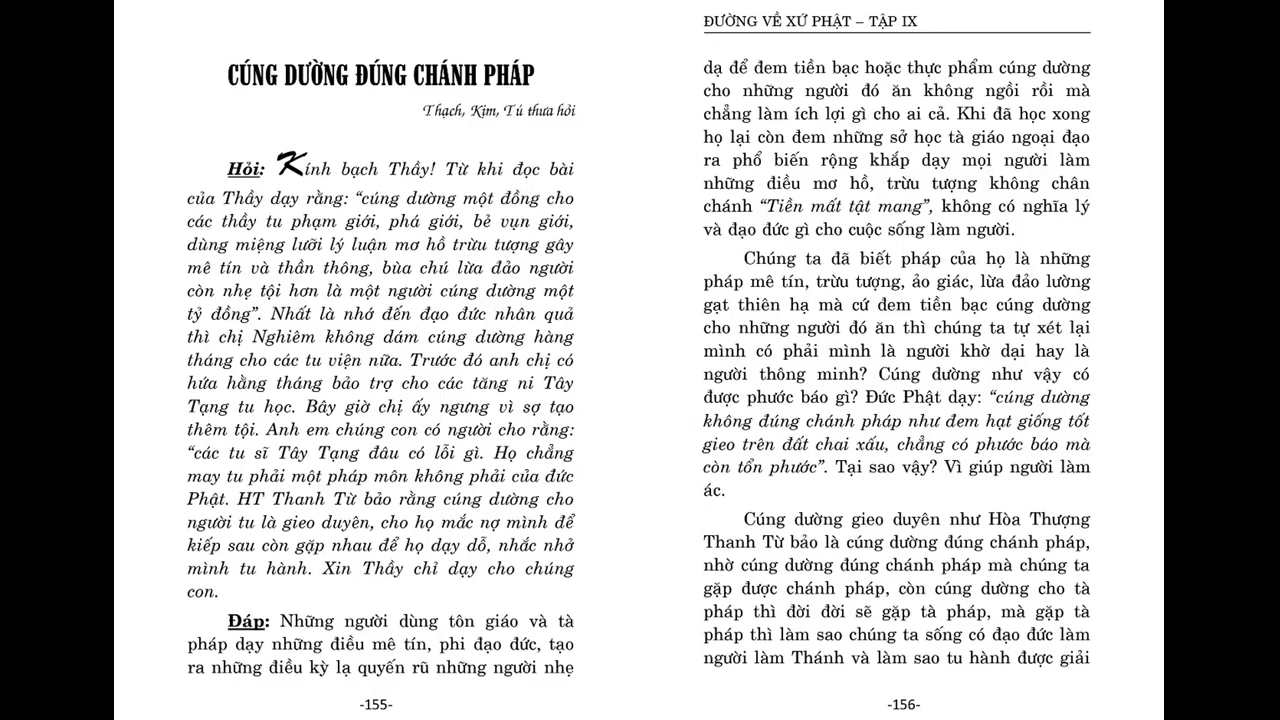 CÚNG DƯỜNG ĐÚNG CHÁNH PHÁP
Thạch, Kim, Tú thưa hỏi
Hỏi: Kính bạch Thầy! Từ khi đọc bài
của Thầy dạy rằng: “cúng dường một đồng cho
các thầy tu phạm giới, phá giới, bẻ vụn giới,
dùng miệng lưỡi lý luận mơ hồ trừu tượng gây
mê tín và thần thông, bùa chú lừa đảo người
còn nhẹ tội hơn là một người cúng dường một
tỷ đồng”. Nhất là nhớ đến đạo đức nhân quả
thì chị Nghiêm không dám cúng dường hàng
tháng cho các tu viện nữa. Trước đó anh chị có
hứa hằng tháng bảo trợ cho các tăng ni Tây
Tạng tu học. Bây giờ chị ấy ngưng vì sợ tạo
thêm tội. Anh em chúng con có người cho rằng:
“các tu sĩ Tây Tạng đâu có lỗi gì. Họ chẳng
may tu phải một pháp môn không phải của đức
Phật. HT Thanh Từ bảo rằng cúng dường cho
người tu là gieo duyên, cho họ mắc nợ mình để
kiếp sau còn gặp nhau để họ dạy dỗ, nhắc nhở
mình tu hành. Xin Thầy chỉ dạy cho chúng
con.
Đáp: Những người dùng tôn giáo và tà
pháp dạy những điều mê tín, phi đạo đức, tạo
ra những điều kỳ lạ quyến rũ những người nhẹ
-155-
ĐƯỜNG VỀ XỨ PHẬT – TẬP IX
dạ để đem tiền bạc hoặc thực phẩm cúng dường
cho những người đó ăn không ngồi rồi mà
chẳng làm ích lợi gì cho ai cả. Khi đã học xong
họ lại còn đem những sở học tà giáo ngoại đạo
ra phổ biến rộng khắp dạy mọi người làm
những điều mơ hồ, trừu tượng không chân
chánh “Tiền mất tật mang”, không có nghĩa lý
và đạo đức gì cho cuộc sống làm người.
Chúng ta đã biết pháp của họ là những
pháp mê tín, trừu tượng, ảo giác, lừa đảo lường
gạt thiên hạ mà cứ đem tiền bạc cúng dường
cho những người đó ăn thì chúng ta tự xét lại
mình có phải mình là người khờ dại hay là
người thông minh? Cúng dường như vậy có
được phước báo gì? Đức Phật dạy: “cúng dường
không đúng chánh pháp như đem hạt giống tốt
gieo trên đất chai xấu, chẳng có phước báo mà
còn tổn phước”. Tại sao vậy? Vì giúp người làm
ác.
Cúng dường gieo duyên như Hòa Thượng
Thanh Từ bảo là cúng dường đúng chánh pháp,
nhờ cúng dường đúng chánh pháp mà chúng ta
gặp được chánh pháp, còn cúng dường cho tà
pháp thì đời đời sẽ gặp tà pháp, mà gặp tà
pháp thì làm sao chúng ta sống có đạo đức làm
người làm Thánh và làm sao tu hành được giải
-156-